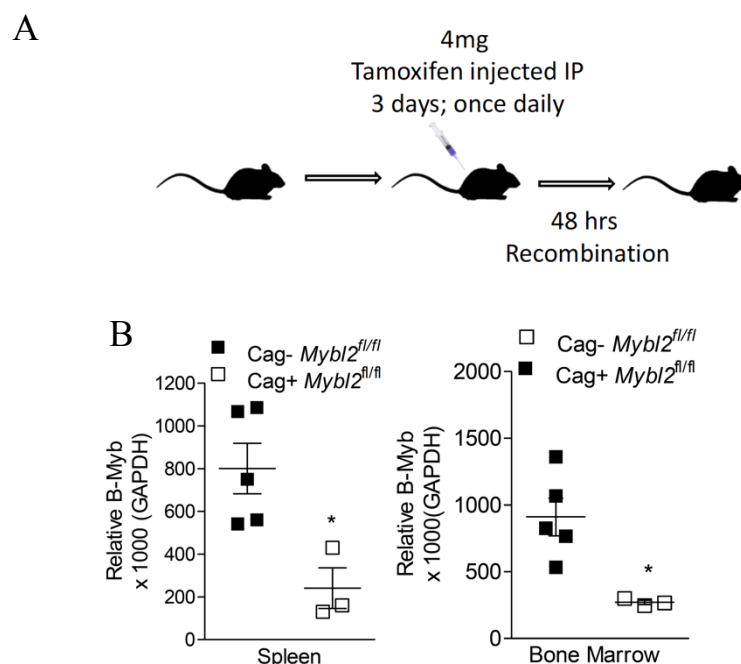 A
4mg
Tamoxifen injected IP
3 days; once daily
48 hrs
Recombination
B
Cag- Mybl2fl/fl
Cag+ Mybl2fl/fl
Relative B-Myb
x 1000 (GAPDH)
1200
1000
800
600
400
200
0
*
Spleen
Cag- Mybl2fl/fl
Cag+ Mybl2fl/fl
Relative B-Myb
x 1000(GAPDH)
2000
1500
1000
500
0
*
Bone Marrow